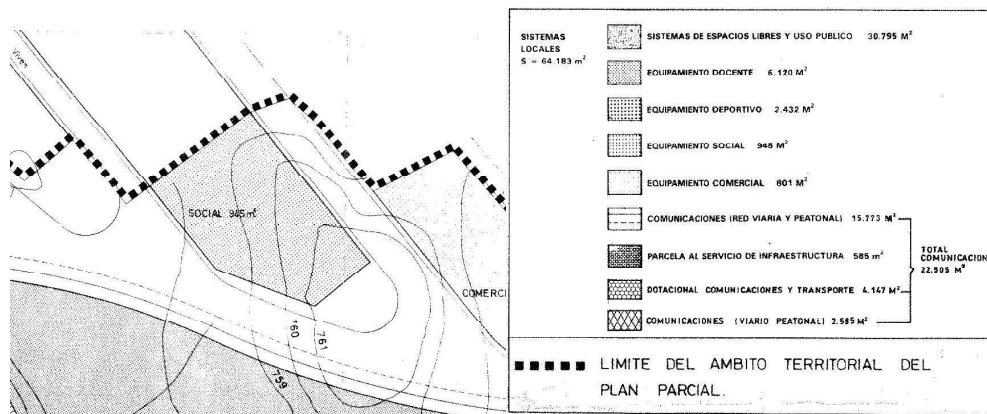 Vives
SOCIAL 945 m²
COMERCI
160
761
759
SISTEMAS
LOCALES
S = 64.183 m²
SISTEMAS DE ESPACIOS LIBRES Y USO PUBLICO 30.795 M²
EQUIPAMIENTO DOCENTE 6.120 M²
EQUIPAMIENTO DEPORTIVO 2.432 M²
EQUIPAMIENTO SOCIAL 945 M²
EQUIPAMIENTO COMERCIAL 801 M²
COMUNICACIONES (RED VIARIA Y PEATONAL) 15.773 M²
PARCELA AL SERVICIO DE INFRAESTRUCTURA 585 m²
DOTACIONAL COMUNICACIONES Y TRANSPORTE 4.147 M²
COMUNICACIONES (VIARIO PEATONAL) 2.585 M²
TOTAL
COMUNICACION
22.505 M²
LIMITE DEL AMBITO TERRITORIAL DEL
PLAN PARCIAL.